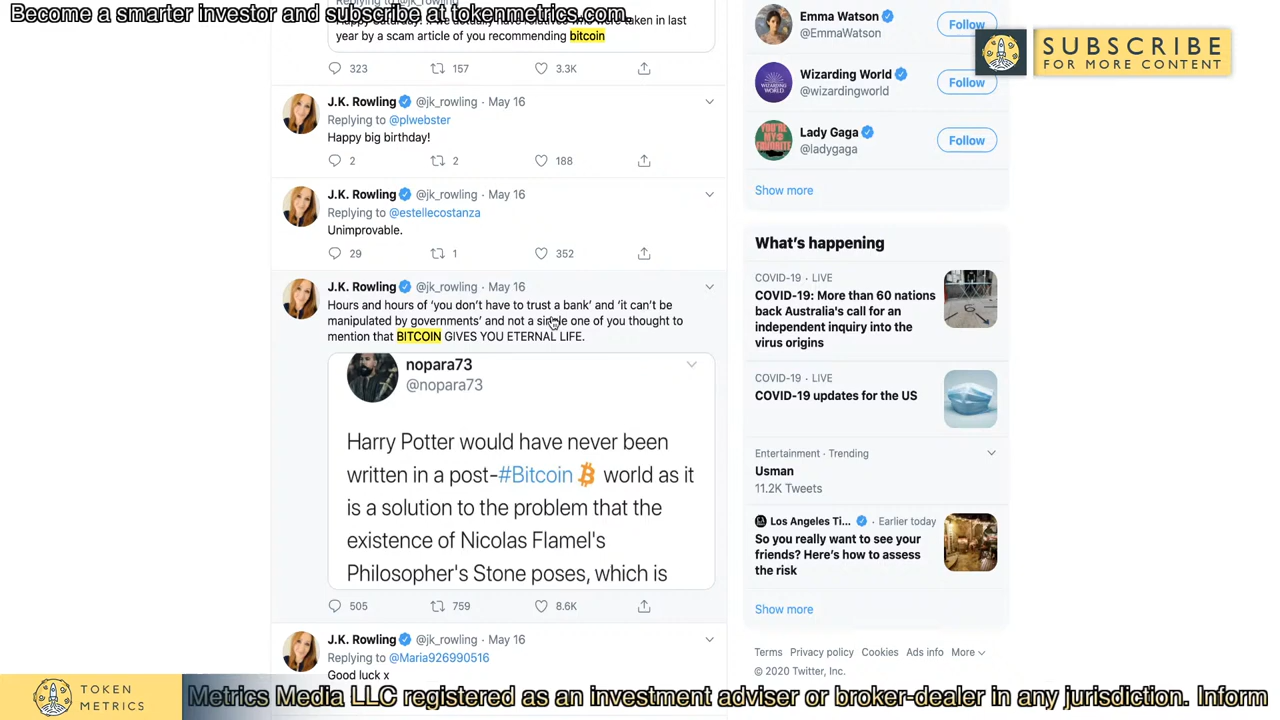 Become a smarter investor and subscribe at tokenmetrics.com.
SUBSCRIBE
FOR MORE CONTENT
year by a scam article of you recommending bitcoin
323 157 3.3K
J.K. Rowling @jk_rowling · May 16
Replying to @plwebster
Happy big birthday!
2 2 188
J.K. Rowling @jk_rowling · May 16
Replying to @estellecostanza
Unimprovable.
29 1 352
J.K. Rowling @jk_rowling · May 16
Hours and hours of ‘you don’t have to trust a bank’ and ‘it can’t be
manipulated by governments’ and not a single one of you thought to
mention that BITCOIN GIVES YOU ETERNAL LIFE.
nopara73
@nopara73
Harry Potter would have never been
written in a post-#Bitcoin world as it
is a solution to the problem that the
existence of Nicolas Flamel's
Philosopher's Stone poses, which is
505 759 8.6K
J.K. Rowling @jk_rowling · May 16
Replying to @Maria926990516
Good luck x
Emma Watson
@EmmaWatson
Follow
Wizarding World
@wizardingworld
Follow
Lady Gaga
@ladygaga
Follow
Show more
What’s happening
COVID-19 · LIVE
COVID-19: More than 60 nations
back Australia's call for an
independent inquiry into the
virus origins
COVID-19 · LIVE
COVID-19 updates for the US
Entertainment · Trending
Usman
11.2K Tweets
Los Angeles Ti... · Earlier today
So you really want to see your
friends? Here’s how to assess
the risk
Show more
Terms Privacy policy Cookies Ads info More
© 2020 Twitter, Inc.
TOKEN
METRICS
Metrics Media LLC registered as an investment adviser or broker-dealer in any jurisdiction. Inform